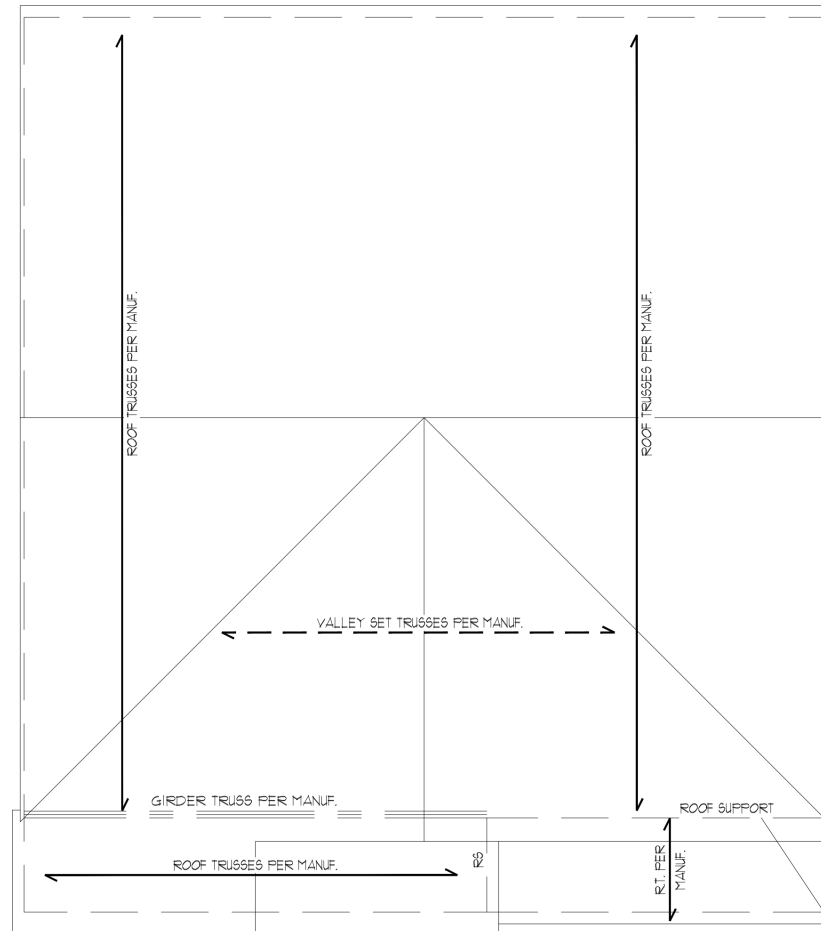 ROOF TRUSSES PER MANUF.
ROOF TRUSSES PER MANUF.
VALLEY SET TRUSSES PER MANUF.
GIRDER TRUSS PER MANUF.
ROOF SUPPORT
ROOF TRUSSES PER MANUF.
RS
R.T. PER
MANUF.